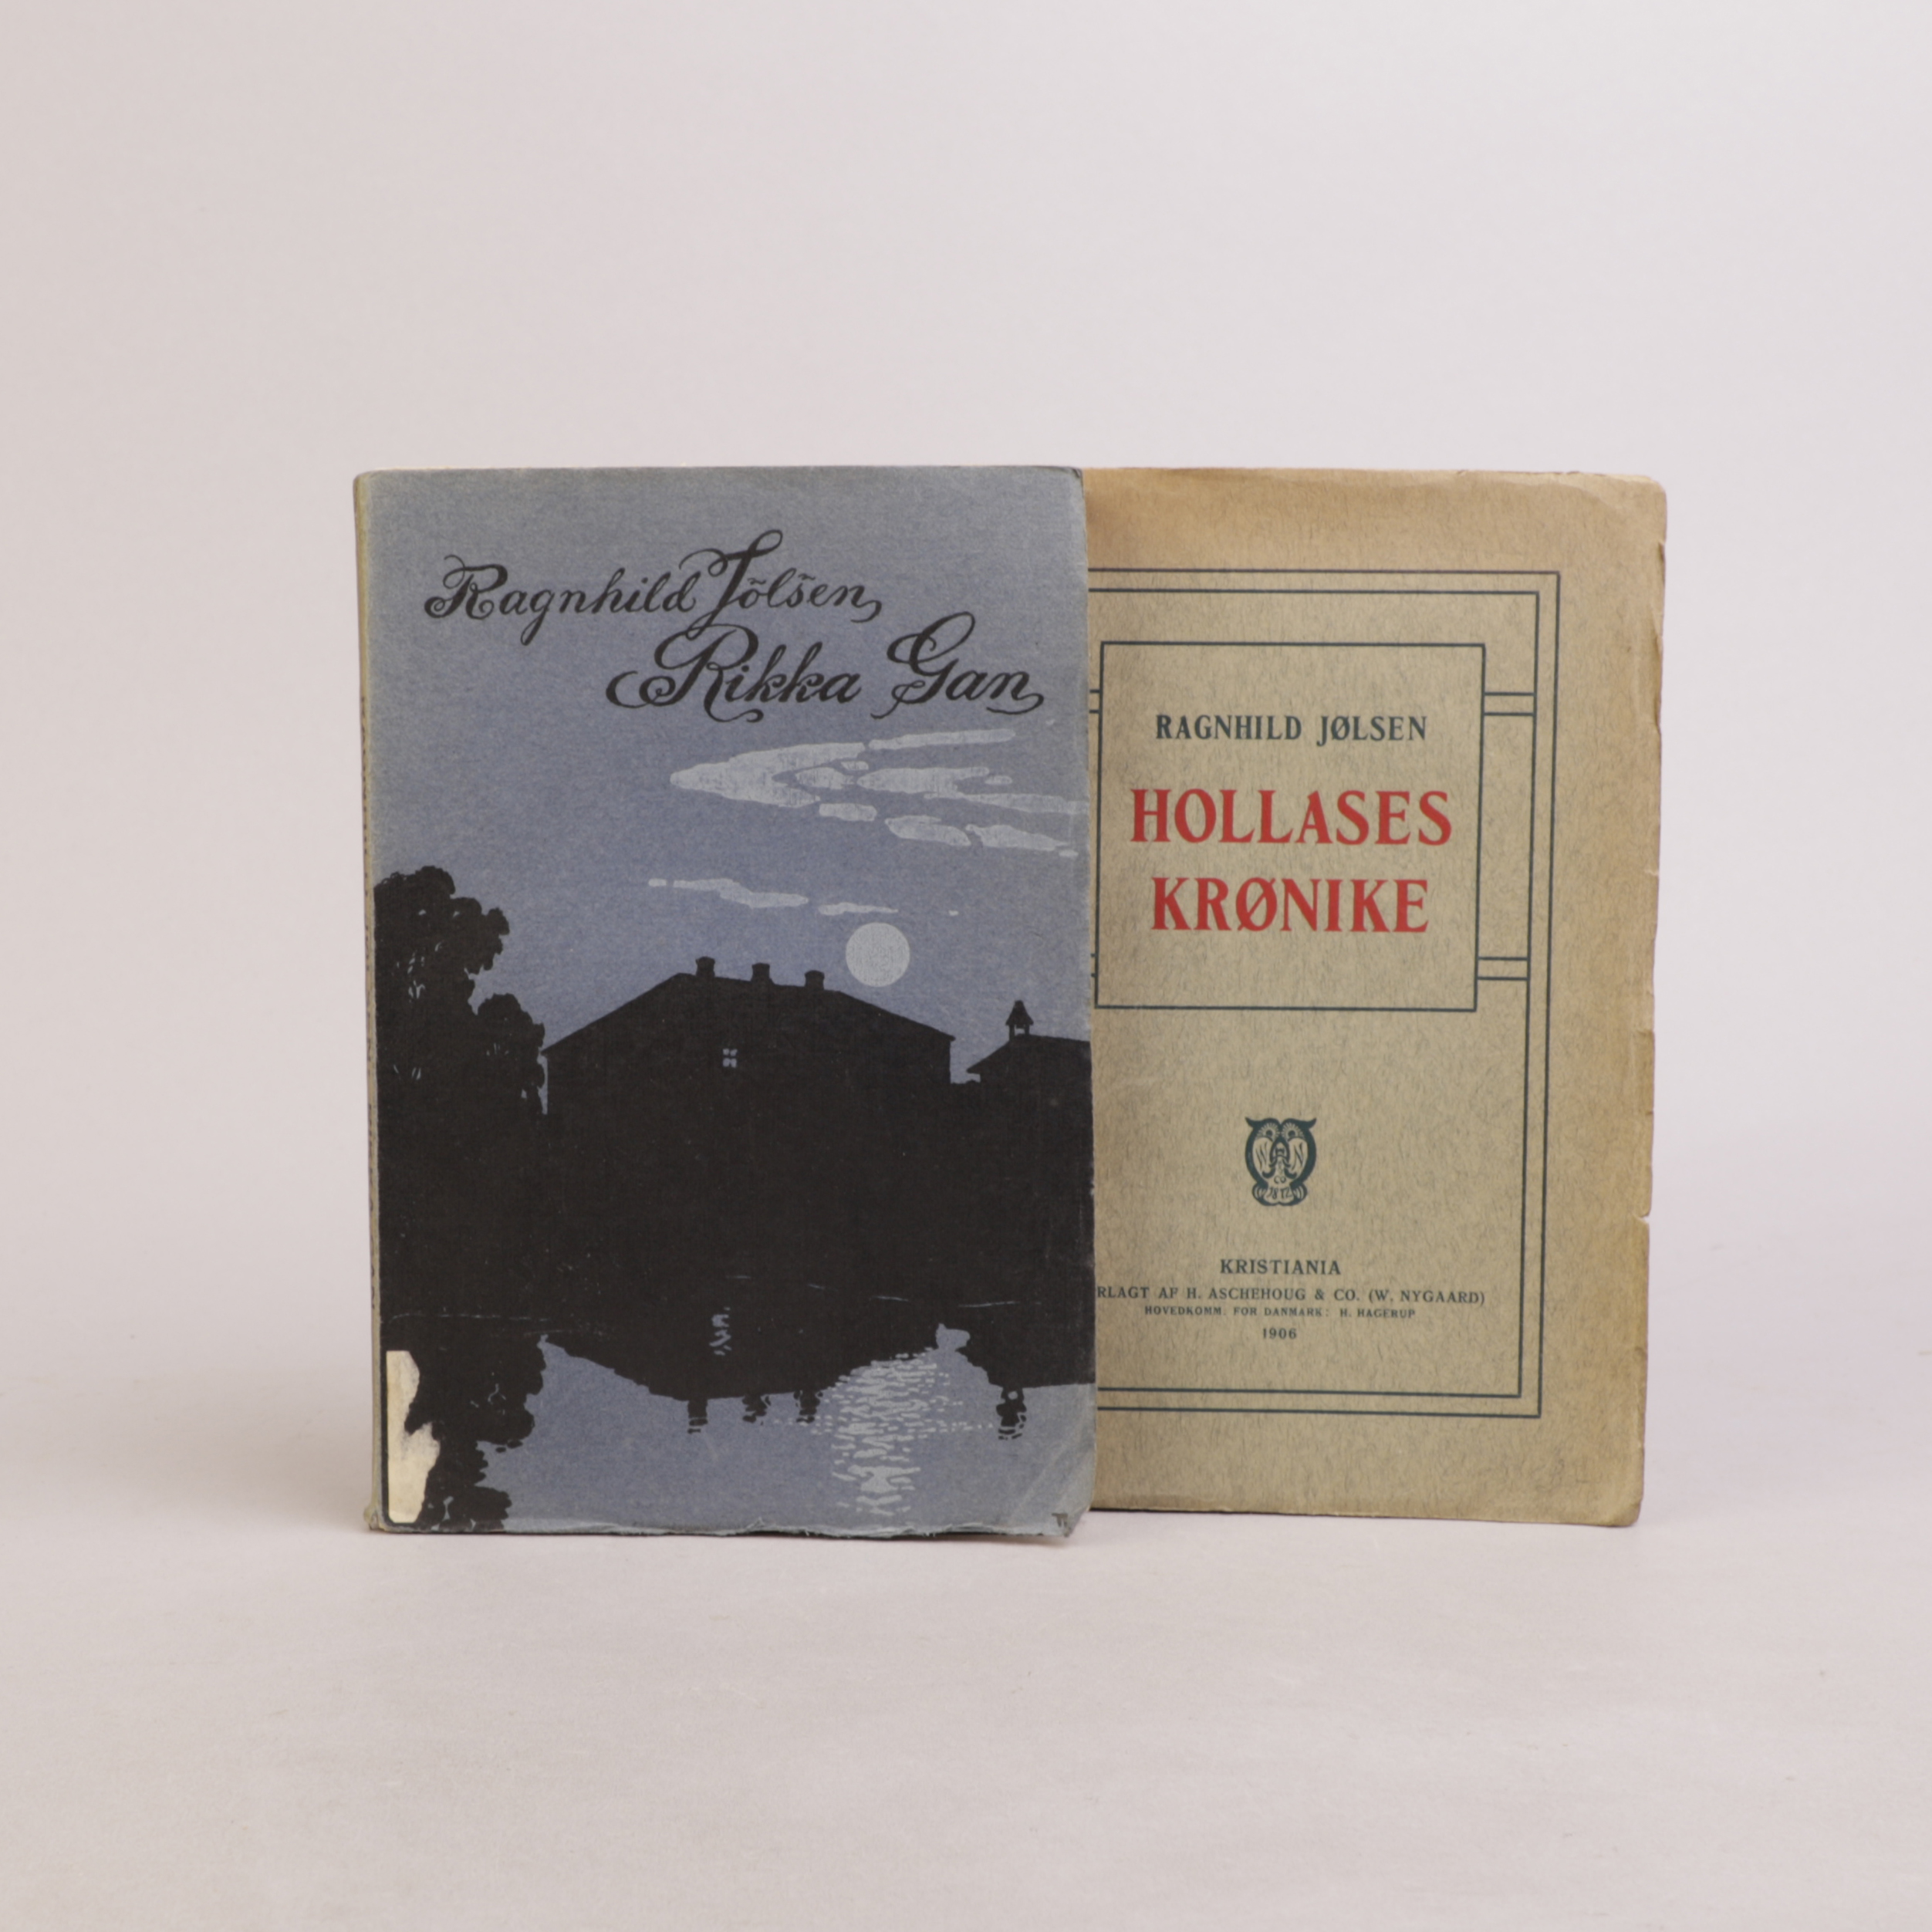 Ragnhild Jölsen
Rikka Gan
RAGNHILD JØLSEN
HOLLASES
KRØNIKE
KRISTIANIA
RLAGT AF H. ASCHEHOUG & CO. (W. NYGAARD)
HOVEDKOMM. FOR DANMARK: H. HAGERUP
1906